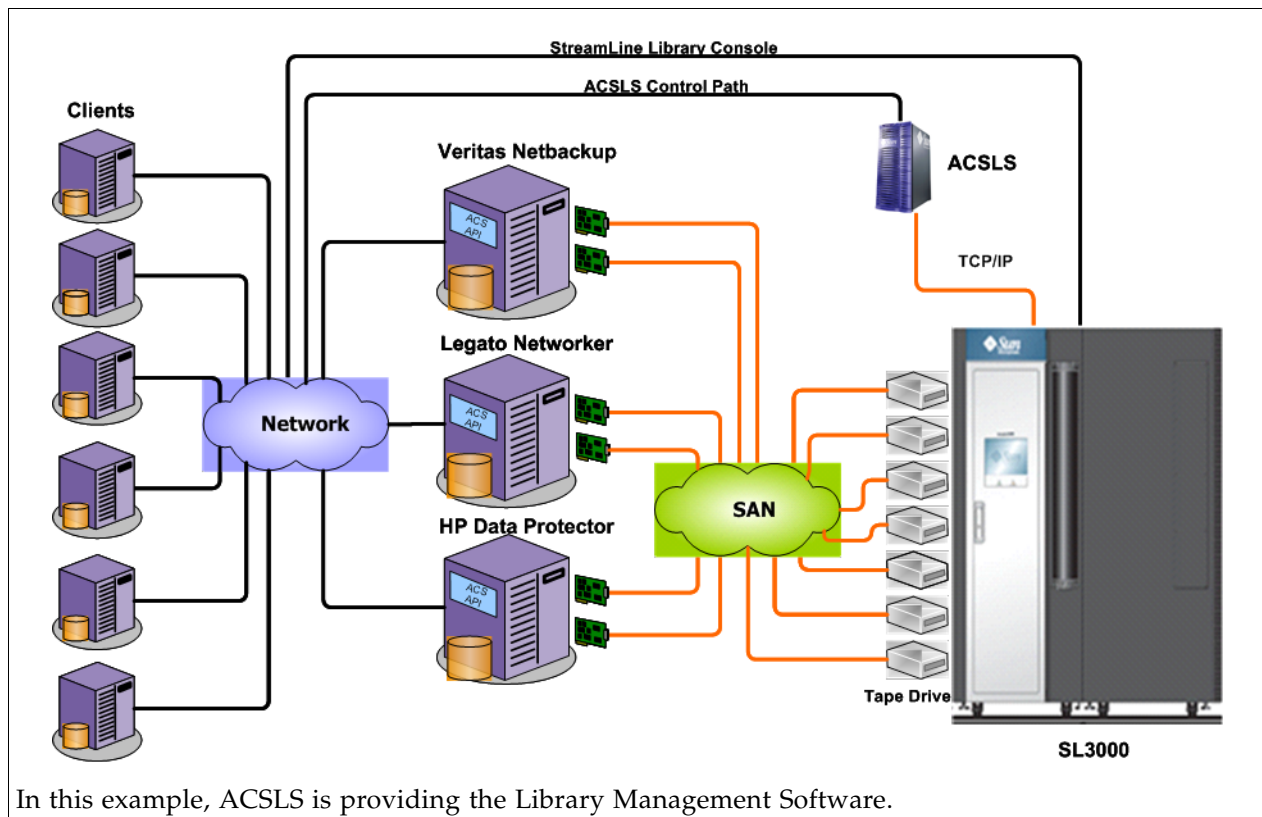 StreamLine Library Console
ACSLS Control Path
Clients
Veritas Netbackup
ACSLS
ACS
API
TCP/IP
Legato Networker
Sun
ACS
API
Network
SAN
HP Data Protector
ACS
API
Tape Drive
SL3000
In this example, ACSLS is providing the Library Management Software.